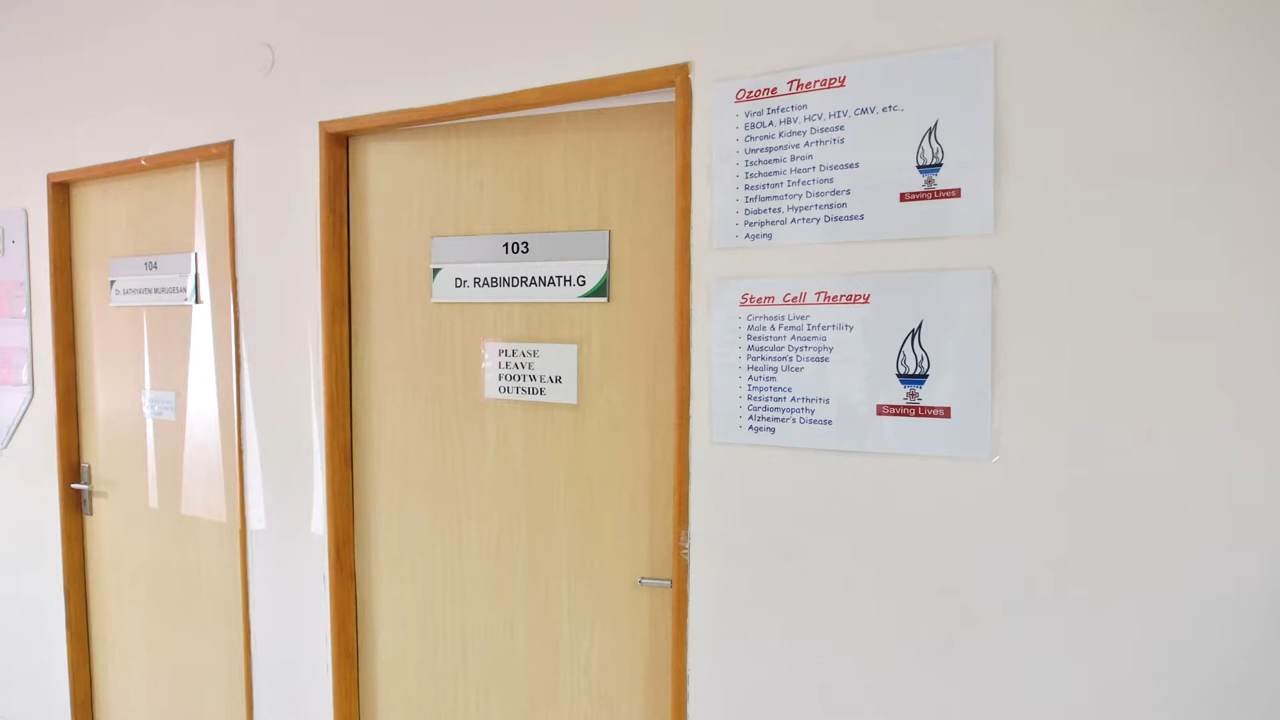 104
Dr. SATHIYAVENI MURUGESAN
103
Dr. RABINDRANATH.G
PLEASE
LEAVE
FOOTWEAR
OUTSIDE
Ozone Therapy
• Viral Infection
• EBOLA, HBV, HCV, HIV, CMV, etc.,
• Chronic Kidney Disease
• Unresponsive Arthritis
• Ischaemic Brain
• Ischaemic Heart Diseases
• Resistant Infections
• Inflamatory Disorders
• Diabetes, Hypertension
• Peripheral Artery Diseases
• Ageing
Saving Lives
Stem Cell Therapy
• Cirrhosis Liver
• Male & Femal Infertility
• Resistant Anaemia
• Muscular Dystrophy
• Parkinson's Disease
• Healing Ulcer
• Autism
• Impotence
• Resistant Arthritis
• Cardiomyopathy
• Alzheimer's Disease
• Ageing
Saving Lives